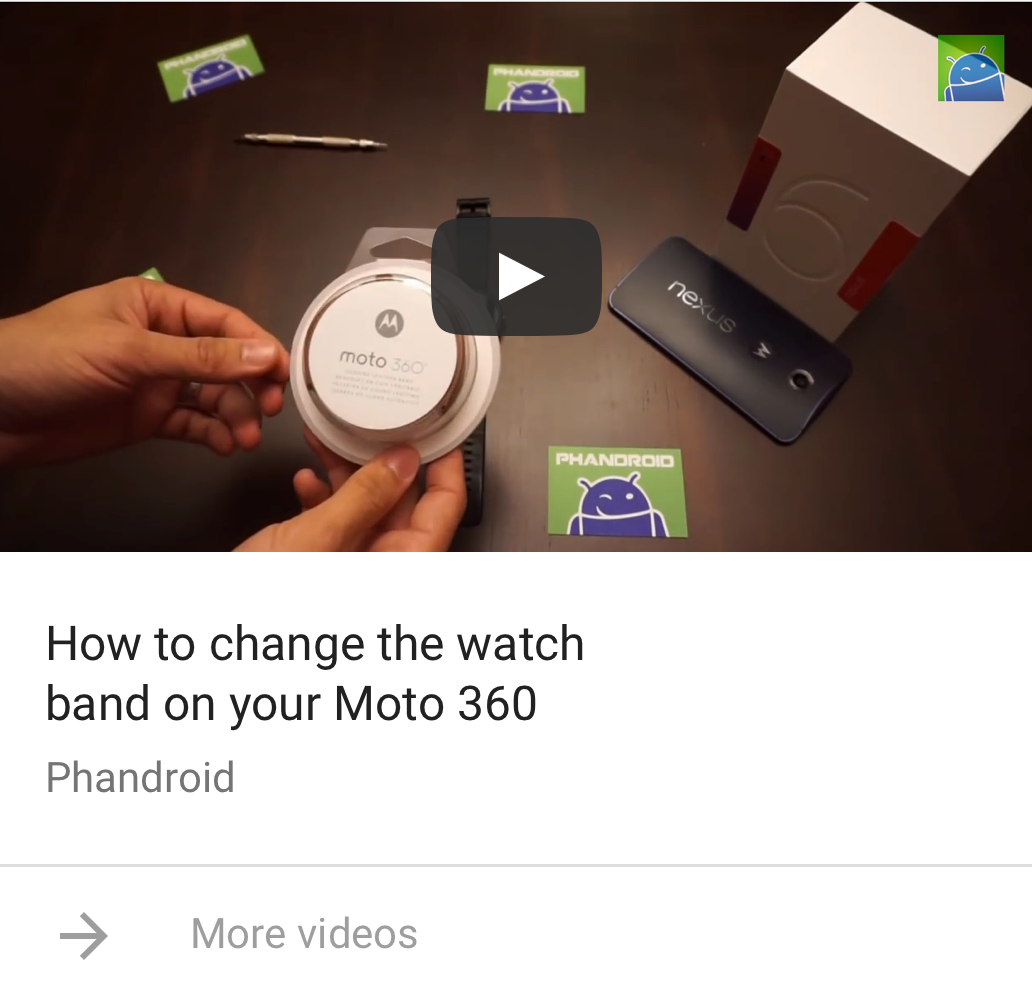 PHANDROID
PHANDROID
nexus
moto 360
PHANDROID
How to change the watch
band on your Moto 360
Phandroid
More videos